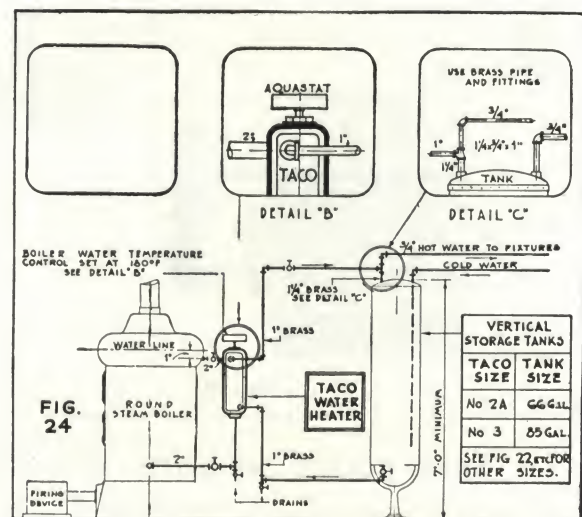 AQUASTAT
2"
1"
TACO
DETAIL "B"
USE BRASS PIPE
AND FITTINGS
3/4"
3/4"
1"
1 1/4 x 3/4" x 1"
1 1/4"
TANK
DETAIL "C"
BOILER WATER TEMPERATURE
CONTROL SET AT 180°F
SEE DETAIL "B"
3/4" HOT WATER TO FIXTURES
COLD WATER
1 1/4" BRASS
SEE DETAIL "C"
1" BRASS
WATER LINE
1"
2"
ROUND
STEAM BOILER
FIG.
24
TACO
WATER
HEATER
7'-0" MINIMUM
VERTICAL
STORAGE TANKS
TACO SIZE TANK SIZE
No 2A 66 GAL
No 3 85 GAL.
SEE FIG 22, ETC FOR
OTHER SIZES.
2"
1" BRASS
DRAINS
FIRING
DEVICE